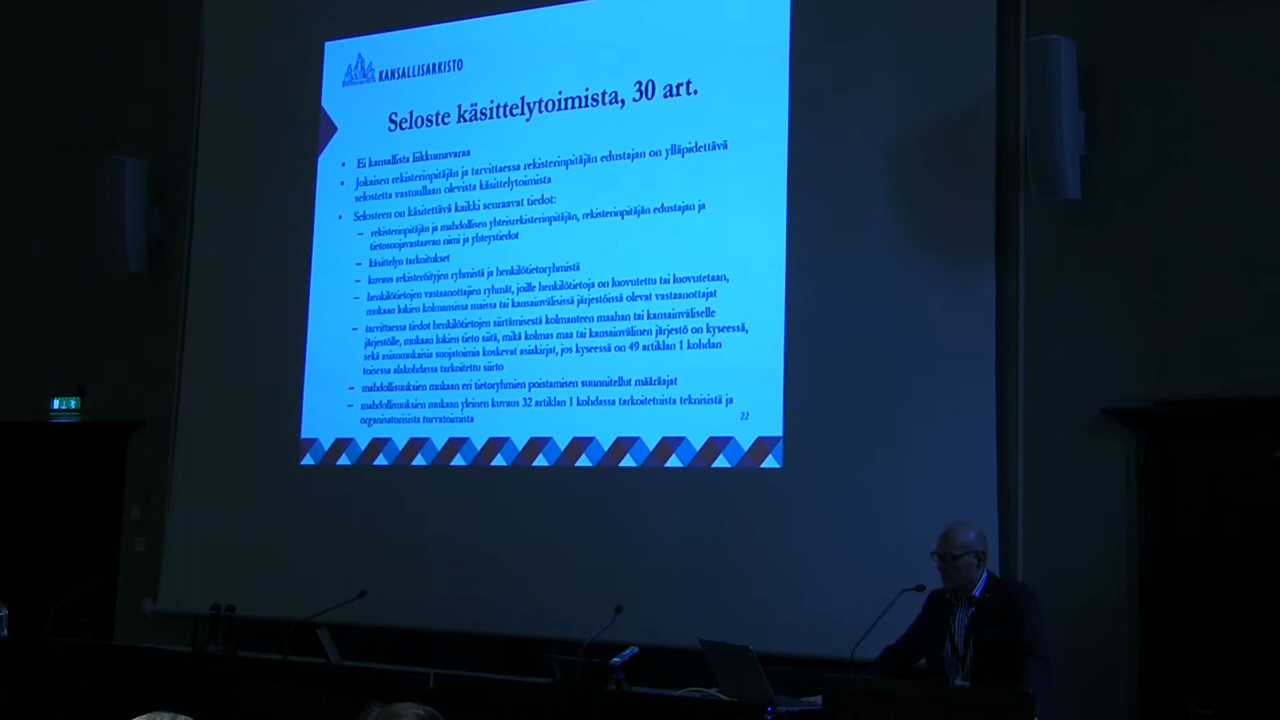 KANSALLISARKISTO
Seloste käsittelytoimista, 30 art.
• Ei kansallista liikkumavaraa
• Jokaisen rekisterinpitäjän ja tarvittaessa rekisterinpitäjän edustajan on ylläpidettävä
selostetta vastuullaan olevista käsittelytoimista
• Selosteen on käsitettävä kaikki seuraavat tiedot:
– rekisterinpitäjän ja mahdollisen yhteisrekisterinpitäjän, rekisterinpitäjän edustajan ja
tietosuojavastaavan nimi ja yhteystiedot
– käsittelyn tarkoitukset
– kuvaus rekisteröityjen ryhmistä ja henkilötietoryhmistä
– henkilötietojen vastaanottajien ryhmät, joille henkilötietoja on luovutettu tai luovutetaan,
mukaan lukien kolmansissa maissa tai kansainvälisissä järjestöissä olevat vastaanottajat
– tarvittaessa tiedot henkilötietojen siirtämisestä kolmanteen maahan tai kansainväliselle
järjestölle, mukaan lukien tieto siitä, mikä kolmas maa tai kansainvälinen järjestö on kyseessä,
sekä asianmukaisia suojatoimia koskevat asiakirjat, jos kyseessä on 49 artiklan 1 kohdan
toisessa alakohdassa tarkoitettu siirto
– mahdollisuuksien mukaan eri tietoryhmien poistamisen suunnitellut määräajat
– mahdollisuuksien mukaan yleinen kuvaus 32 artiklan 1 kohdassa tarkoitetuista teknisistä ja
organisatorisista turvatoimista
22